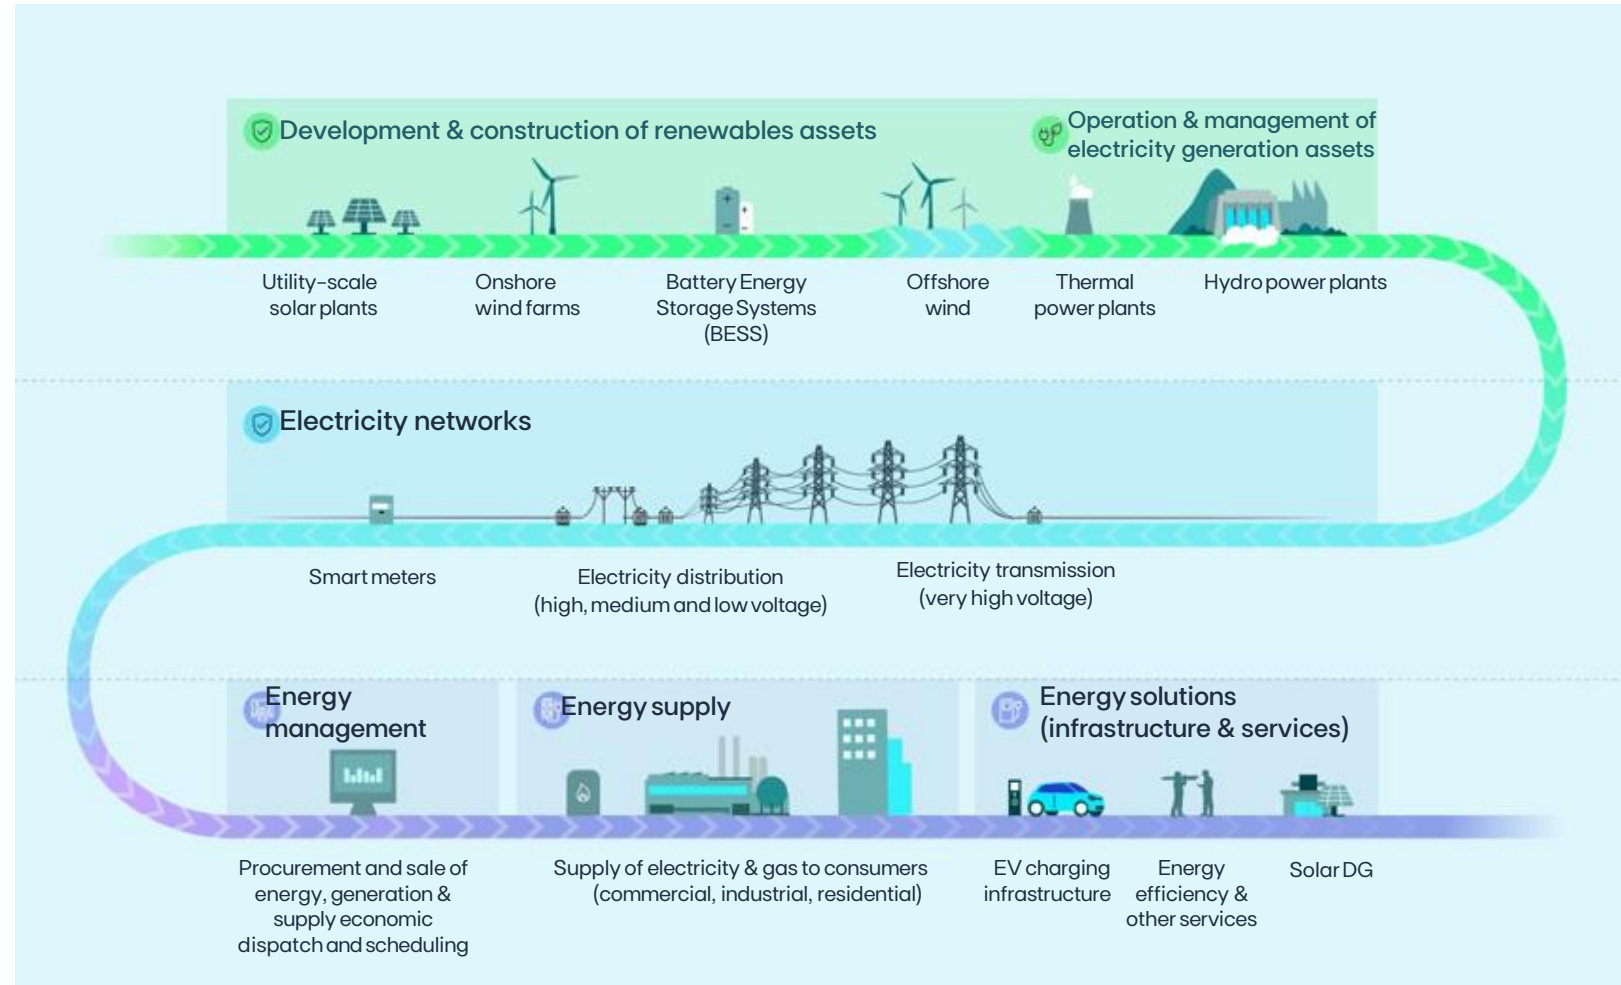 Development & construction of renewables assets
Operation & management of
electricity generation assets
Utility-scale
solar plants
Onshore
wind farms
Battery Energy
Storage Systems
(BESS)
Offshore
wind
Thermal
power plants
Hydro power plants
Electricity networks
Smart meters
Electricity distribution
(high, medium and low voltage)
Electricity transmission
(very high voltage)
Energy
management
Energy supply
Energy solutions
(infrastructure & services)
Procurement and sale of
energy, generation &
supply economic
dispatch and scheduling
Supply of electricity & gas to consumers
(commercial, industrial, residential)
EV charging
infrastructure
Energy
efficiency &
other services
Solar DG